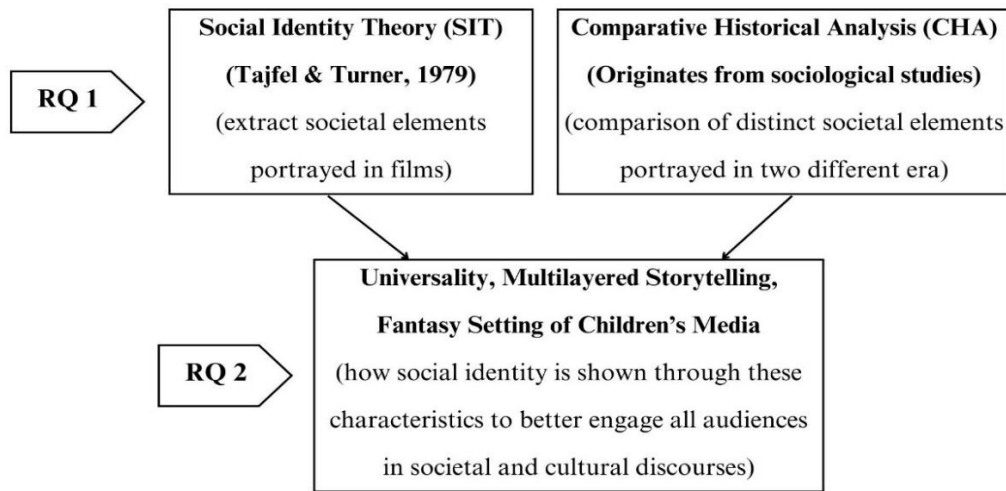 RQ 1
Social Identity Theory (SIT)
(Tajfel & Turner, 1979)
(extract societal elements
portrayed in films)
Comparative Historical Analysis (CHA)
(Originates from sociological studies)
(comparison of distinct societal elements
portrayed in two different era)
RQ 2
Universality, Multilayered Storytelling,
Fantasy Setting of Children's Media
(how social identity is shown through these
characteristics to better engage all audiences
in societal and cultural discourses)